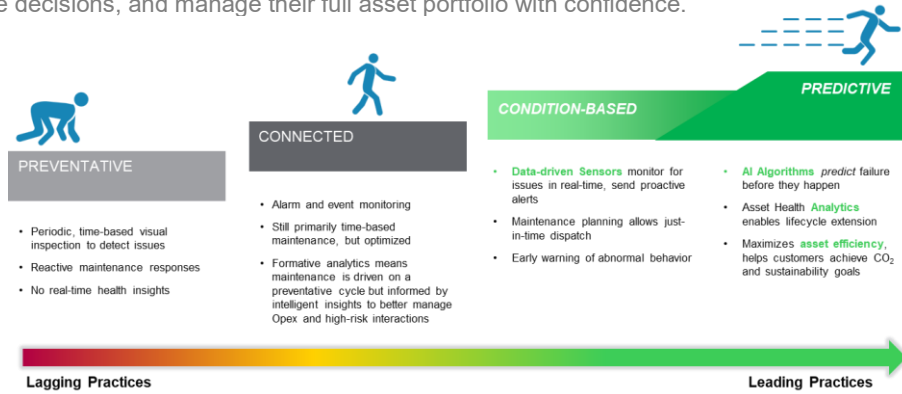 e decisions, and manage their full asset portfolio with confidence.
PREVENTATIVE
• Periodic, time-based visual
inspection to detect issues
• Reactive maintenance responses
• No real-time health insights
CONNECTED
• Alarm and event monitoring
• Still primarily time-based
maintenance, but optimized
• Formative analytics means
maintenance is driven on a
preventative cycle but informed by
intelligent insights to better manage
Opex and high-risk interactions
CONDITION-BASED
• Data-driven Sensors monitor for
issues in real-time, send proactive
alerts
• Maintenance planning allows just-
in-time dispatch
• Early warning of abnormal behavior
PREDICTIVE
• AI Algorithms predict failure
before they happen
• Asset Health Analytics
enables lifecycle extension
• Maximizes asset efficiency,
helps customers achieve CO₂
and sustainability goals
Lagging Practices
Leading Practices